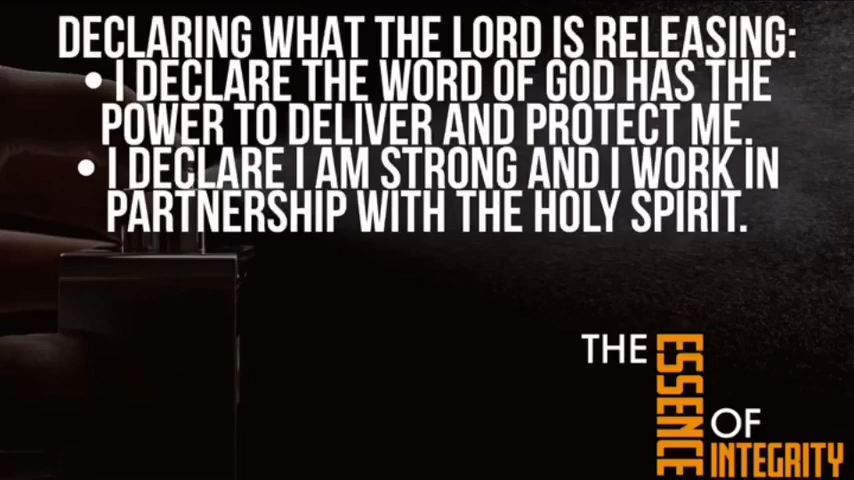 DECLARING WHAT THE LORD IS RELEASING:
• I DECLARE THE WORD OF GOD HAS THE
POWER TO DELIVER AND PROTECT ME.
• I DECLARE I AM STRONG AND I WORK IN
PARTNERSHIP WITH THE HOLY SPIRIT.
THE
ESSENCE
OF
INTEGRITY